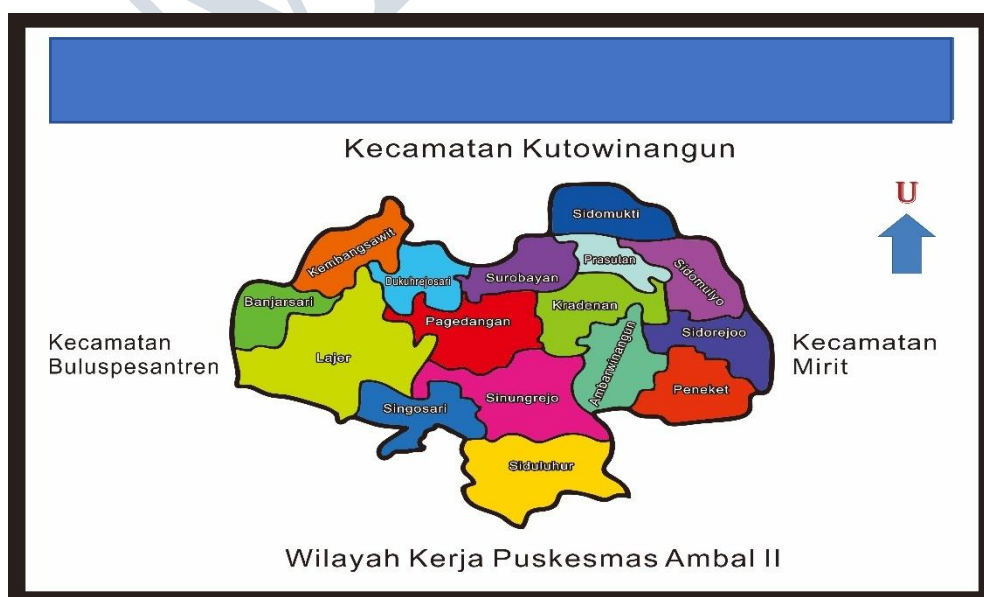 Kecamatan Kutowinangun
U
Sidomukti
Kembangsawit
Prasutan
Sidomulyo
Dukuhrejosari
Surobayan
Banjarsari
Kradenan
Pagedangan
Sidorejoo
Kecamatan
Buluspesantren
Lajor
Ambarwinangun
Kecamatan
Mirit
Peneket
Singosari
Sinungrejo
Siduluhur
Wilayah Kerja Puskesmas Ambal II